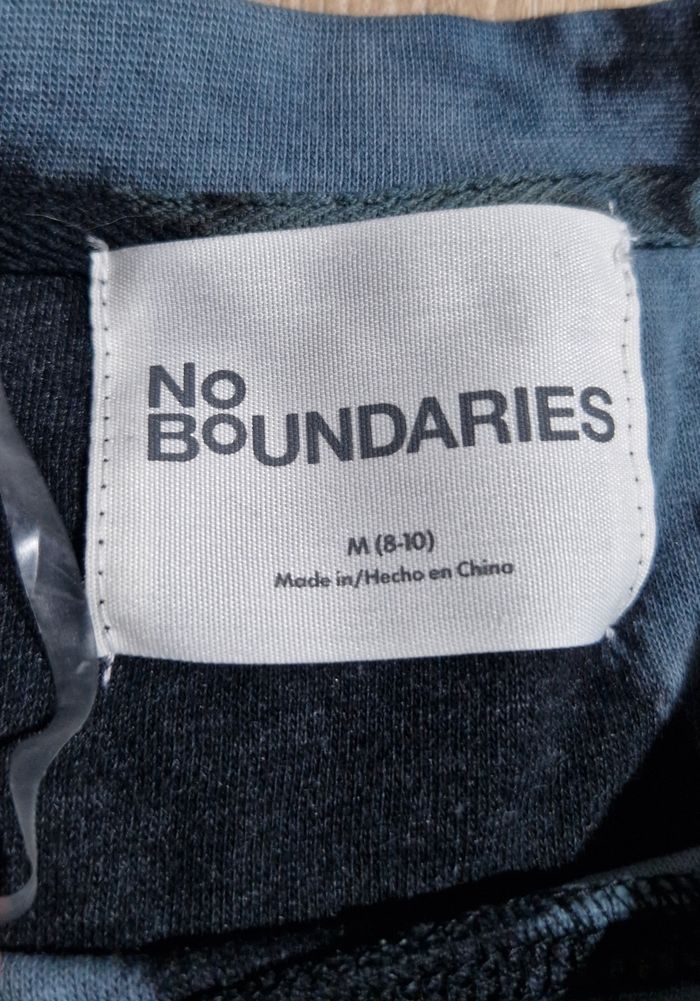 No
BoUNDARIES
M (8-10)
Made in/Hecho en China